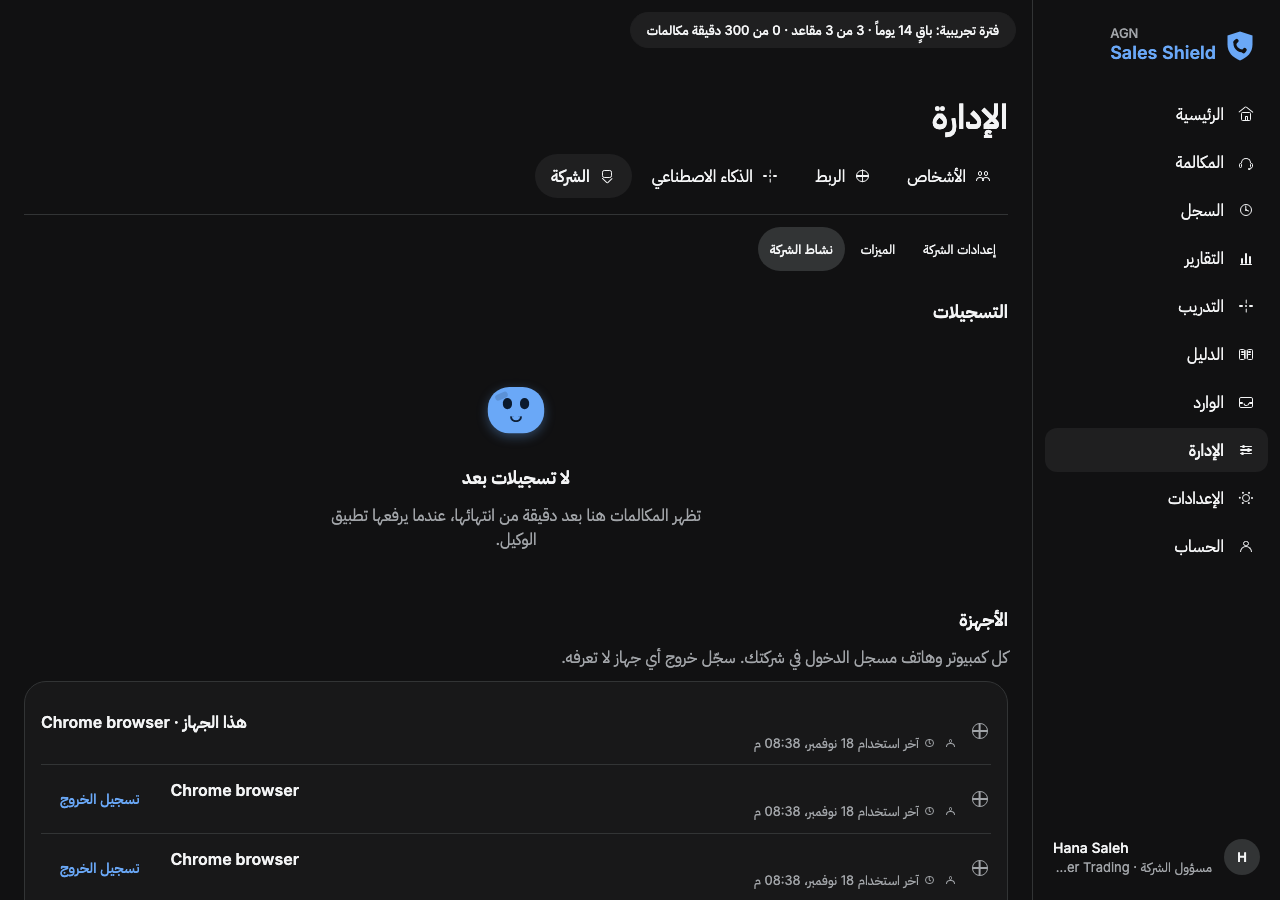 AGN
Sales Shield
الرئيسية
المكالمة
السجل
التقارير
التدريب
الدليل
الوارد
الإدارة
الإعدادات
الحساب
H
Hana Saleh
مسؤول الشركة · er Trading...
فترة تجريبية: باقٍ 14 يوماً · 3 من 3 مقاعد · 0 من 300 دقيقة مكالمات
الإدارة
الأشخاص
الربط
الذكاء الاصطناعي
الشركة
إعدادات الشركة
الميزات
نشاط الشركة
التسجيلات
لا تسجيلات بعد
تظهر المكالمات هنا بعد دقيقة من انتهائها، عندما يرفعها تطبيق
الوكيل.
الأجهزة
كل كمبيوتر وهاتف مسجل الدخول في شركتك. سجّل خروج أي جهاز لا تعرفه.
Chrome browser · هذا الجهاز
آخر استخدام 18 نوفمبر، 08:38 م
Chrome browser
آخر استخدام 18 نوفمبر، 08:38 م
تسجيل الخروج
Chrome browser
آخر استخدام 18 نوفمبر، 08:38 م
تسجيل الخروج